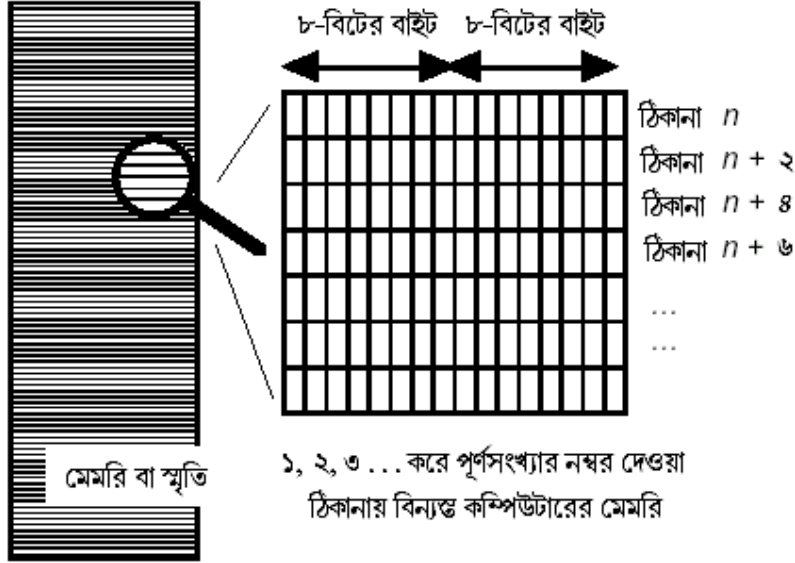 ৮-বিটের বাইট ৮-বিটের বাইট
ঠিকানা n
ঠিকানা n + ২
ঠিকানা n + ৪
ঠিকানা n + ৬
...
...
মেমরি বা স্মৃতি
১, ২, ৩ ... করে পূর্ণসংখ্যার নম্বর দেওয়া
ঠিকানায় বিন্যস্ত কম্পিউটারের মেমরি